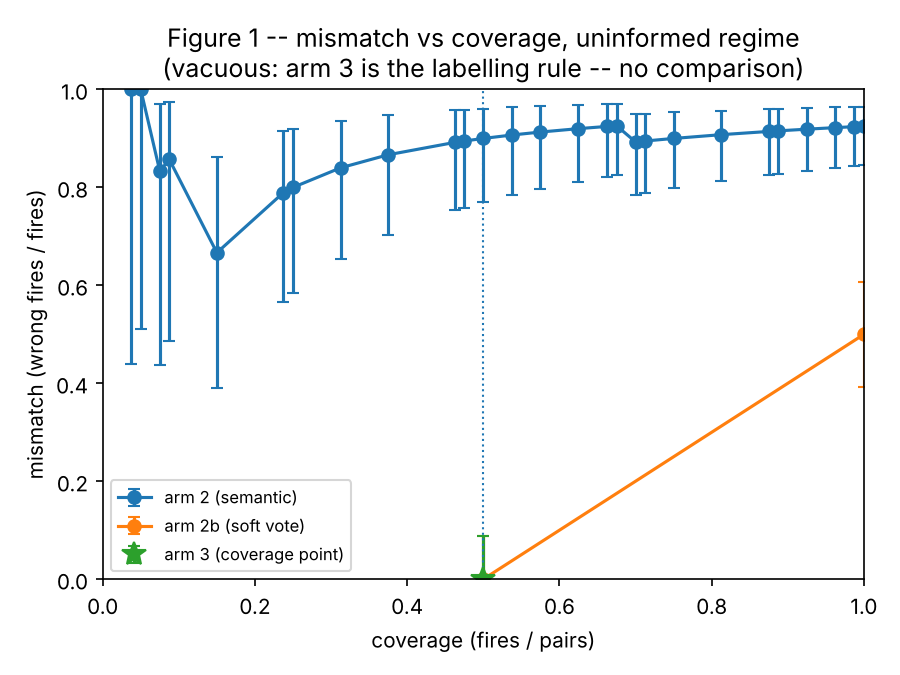 Figure 1 -- mismatch vs coverage, uninformed regime
(vacuous: arm 3 is the labelling rule -- no comparison)
mismatch (wrong fires / fires)
1.0
0.8
0.6
0.4
0.2
0.0
arm 2 (semantic)
arm 2b (soft vote)
arm 3 (coverage point)
0.0
0.2
0.4
0.6
0.8
1.0
coverage (fires / pairs)